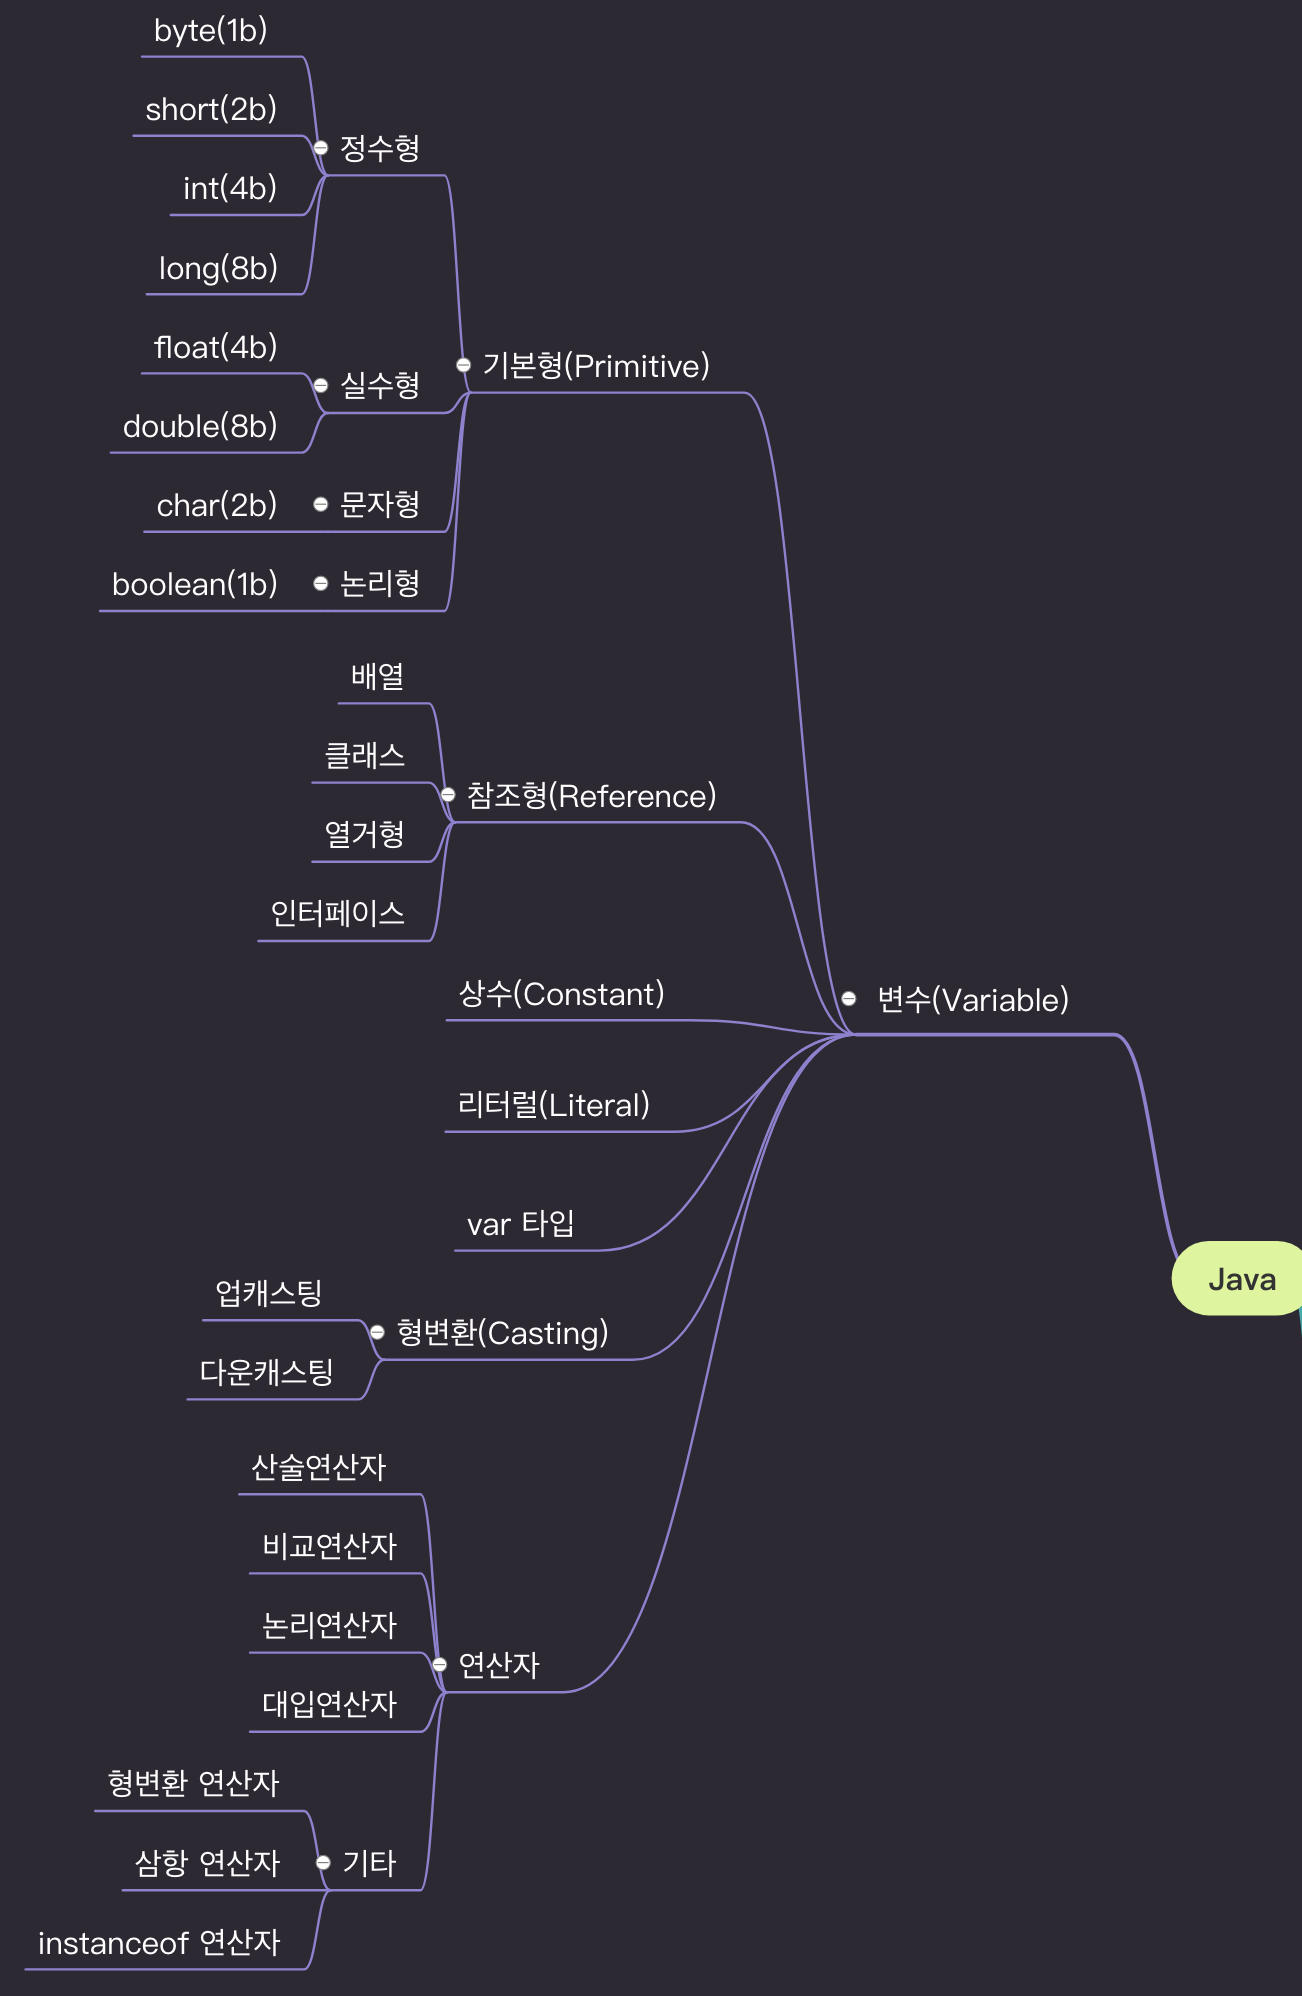 byte(1b)
short(2b)
정수형
int(4b)
long(8b)
float(4b)
기본형(Primitive)
실수형
double(8b)
char(2b) 문자형
boolean(1b) 논리형
배열
클래스
참조형(Reference)
열거형
인터페이스
상수(Constant)
변수(Variable)
리터럴(Literal)
var 타입
Java
업캐스팅
형변환(Casting)
다운캐스팅
산술연산자
비교연산자
논리연산자
연산자
대입연산자
형변환 연산자
삼항 연산자 기타
instanceof 연산자